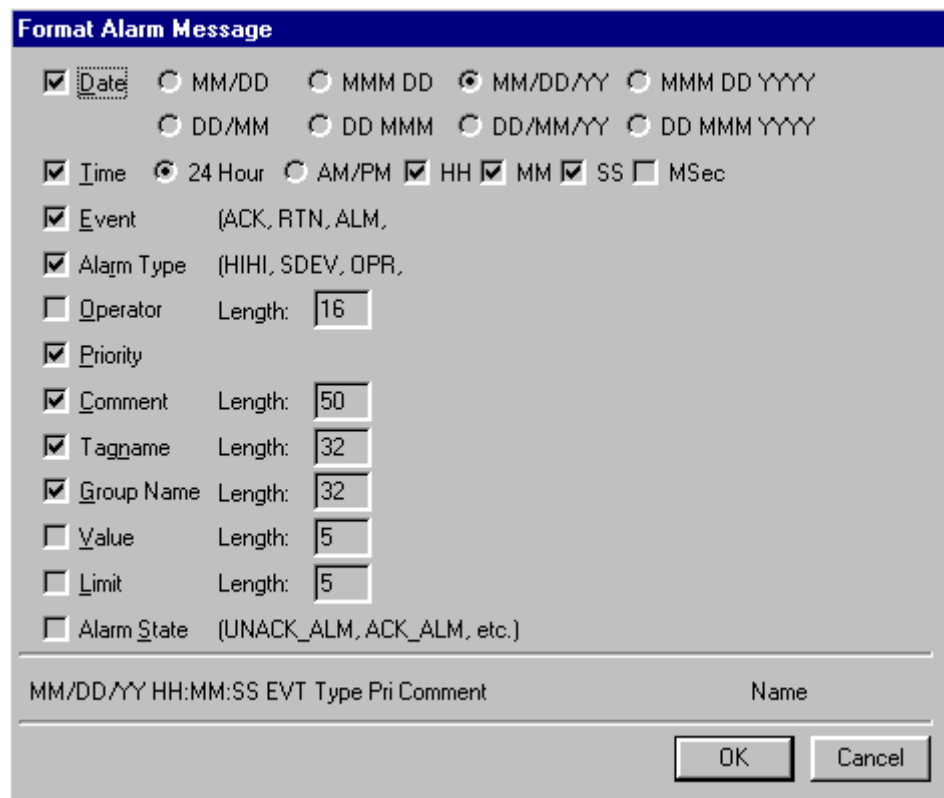 Format Alarm Message
Date MM/DD MMM DD MM/DD/YY MMM DD YYYY
DD/MM DD MMM DD/MM/YY DD MMM YYYY
Time 24 Hour AM/PM HH MM SS MSec
Event (ACK, RTN, ALM,
Alarm Type (HIHI, SDEV, OPR,
Operator Length: 16
Priority
Comment Length: 50
Tagname Length: 32
Group Name Length: 32
Value Length: 5
Limit Length: 5
Alarm State (UNACK_ALM, ACK_ALM, etc.)
MM/DD/YY HH:MM:SS EVT Type Pri Comment Name
OK Cancel